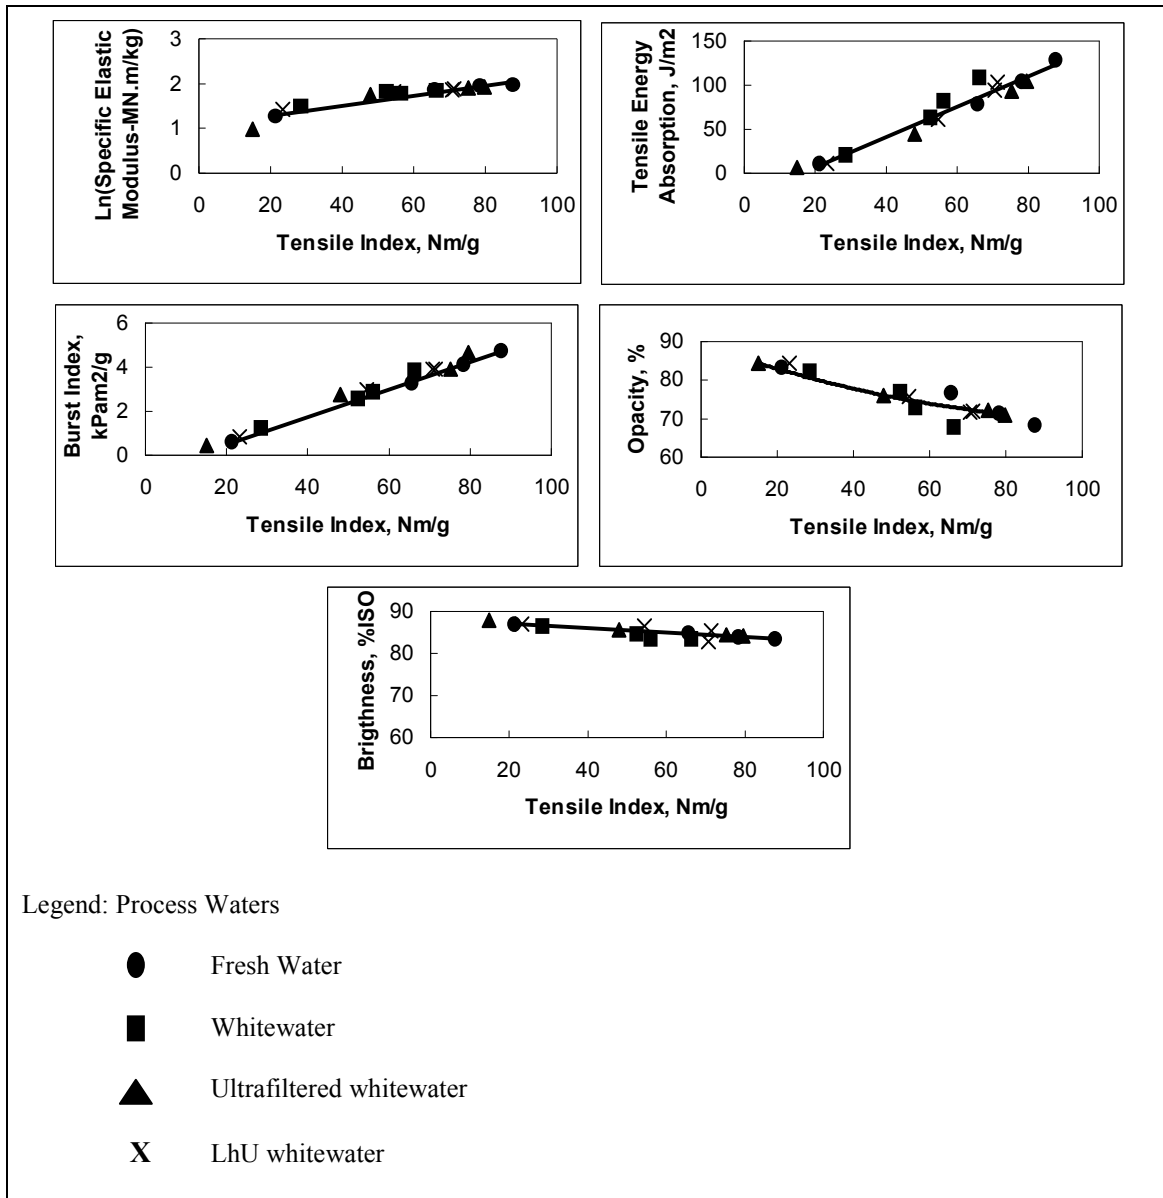 Ln(Specific Elastic
Modulus-MN.m/kg)
3
2
1
0
0 20 40 60 80 100
Tensile Index, Nm/g
Tensile Energy
Absorption, J/m2
150
100
50
0
0 20 40 60 80 100
Tensile Index, Nm/g
Burst Index,
kPam2/g
6
4
2
0
0 20 40 60 80 100
Tensile Index, Nm/g
Opacity, %
90
80
70
60
0 20 40 60 80 100
Tensile Index, Nm/g
Brigthness, %ISO
90
80
70
60
0 20 40 60 80 100
Tensile Index, Nm/g
Legend: Process Waters
Fresh Water
Whitewater
Ultrafiltered whitewater
X LhU whitewater